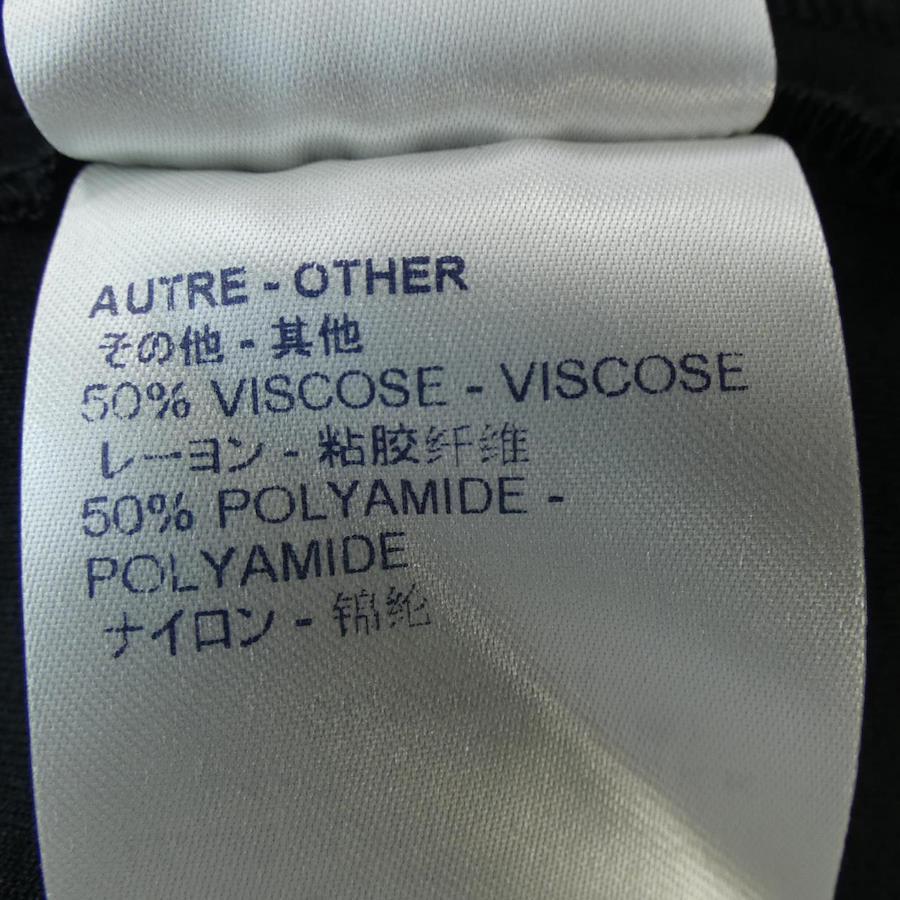 AUTRE - OTHER
その他 - 其他
50% VISCOSE - VISCOSE
レーヨン - 粘胶纤维
50% POLYAMIDE -
POLYAMIDE
ナイロン - 锦纶